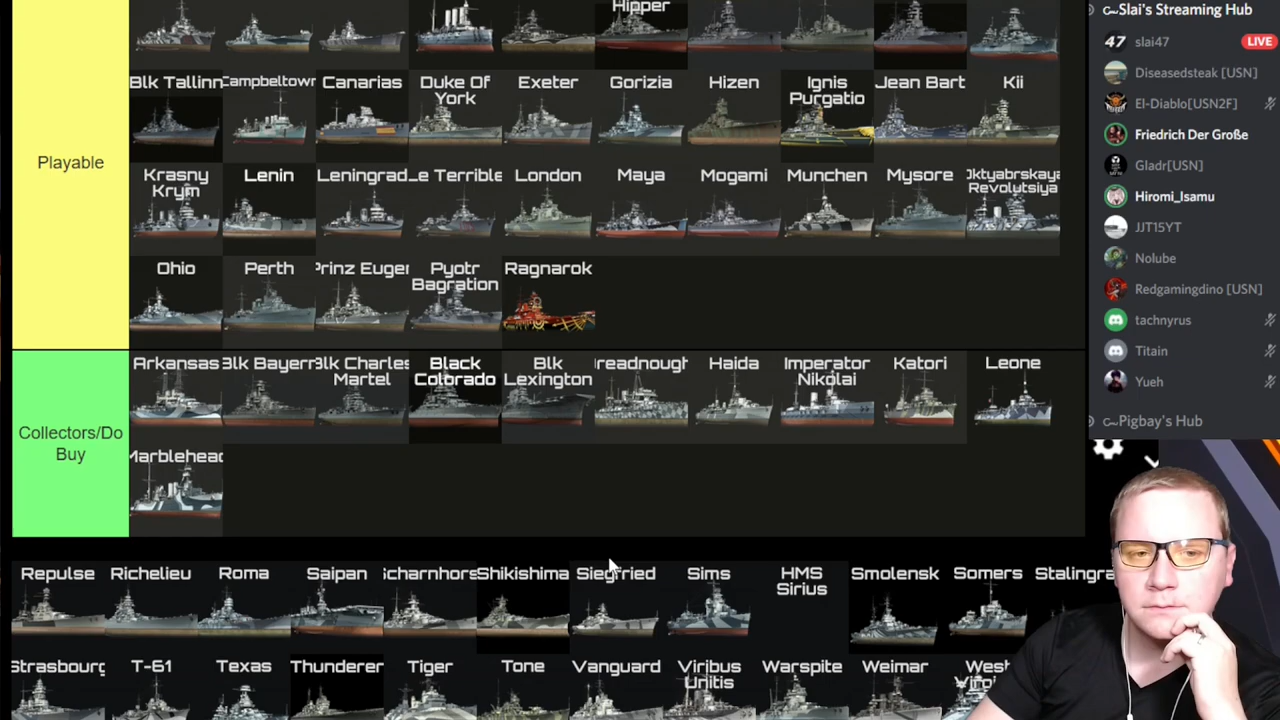 Hipper
Blk Tallinn Campbeltown Canarias Duke Of York Exeter Gorizia Hizen Ignis Purgatio Jean Bart Kii
Playable
Krasny Krym Lenin Leningrad Le Terrible London Maya Mogami Munchen Mysore Oktyabrskaya Revolutsiya
Ohio Perth Prinz Eugen Pyotr Bagration Ragnarok
Collectors/Do Buy
Arkansas Blk Bayern Blk Charles Martel Black Colorado Blk Lexington Dreadnought Haida Imperator Nikolai Katori Leone
Marblehead
Repulse Richelieu Roma Saipan Scharnhorst Shikishima Siegfried Sims HMS Sirius Smolensk Somers Stalingra
Strasbourg T-61 Texas Thunderer Tiger Tone Vanguard Viribus Unitis Warspite Weimar West
Slai's Streaming Hub
47 slai47 LIVE
Diseasedsteak [USN]
El-Diablo[USN2F]
Friedrich Der Große
Gladr[USN]
Hiromi_Isamu
JJT15YT
Nolube
Redgamingdino [USN]
tachnyrus
Titain
Yueh
Pigbay's Hub